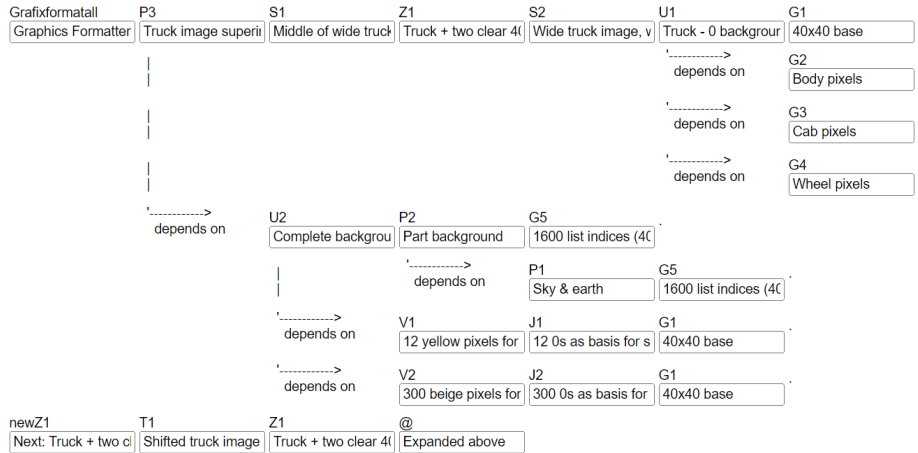 Grafixformatall P3 S1 Z1 S2 U1 G1
Graphics Formatter Truck image superi Middle of wide truck Truck + two clear 4( Wide truck image, Truck - 0 backgrour 40x40 base
'------------> G2
depends on Body pixels
'------------> G3
depends on Cab pixels
'------------> G4
depends on Wheel pixels
'------------> U2 P2 G5 .
depends on Complete backgrou Part background 1600 list indices (4(
'------------> P1 G5 .
depends on Sky & earth 1600 list indices (4(
'------------> V1 J1 G1 .
depends on 12 yellow pixels for 12 0s as basis for s 40x40 base
'------------> V2 J2 G1 .
depends on 300 beige pixels for 300 0s as basis for 40x40 base
newZ1 T1 Z1 @
Next: Truck + two cl Shifted truck image Truck + two clear 4( Expanded above